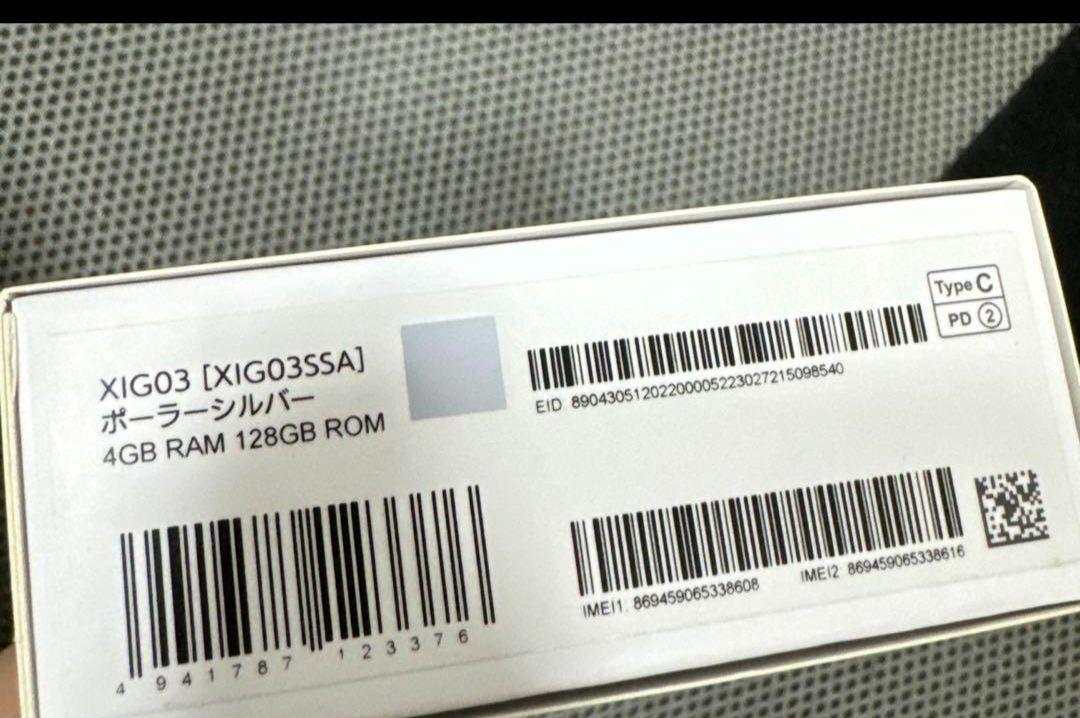 XIG03 [XIG03SSA]
ポーラーシルバー
4GB RAM 128GB ROM
Type C
PD ②
EID 89043051202200005223027215098540
4 941787 123376
IMEI1: 869459065338608
IMEI2: 869459065338616